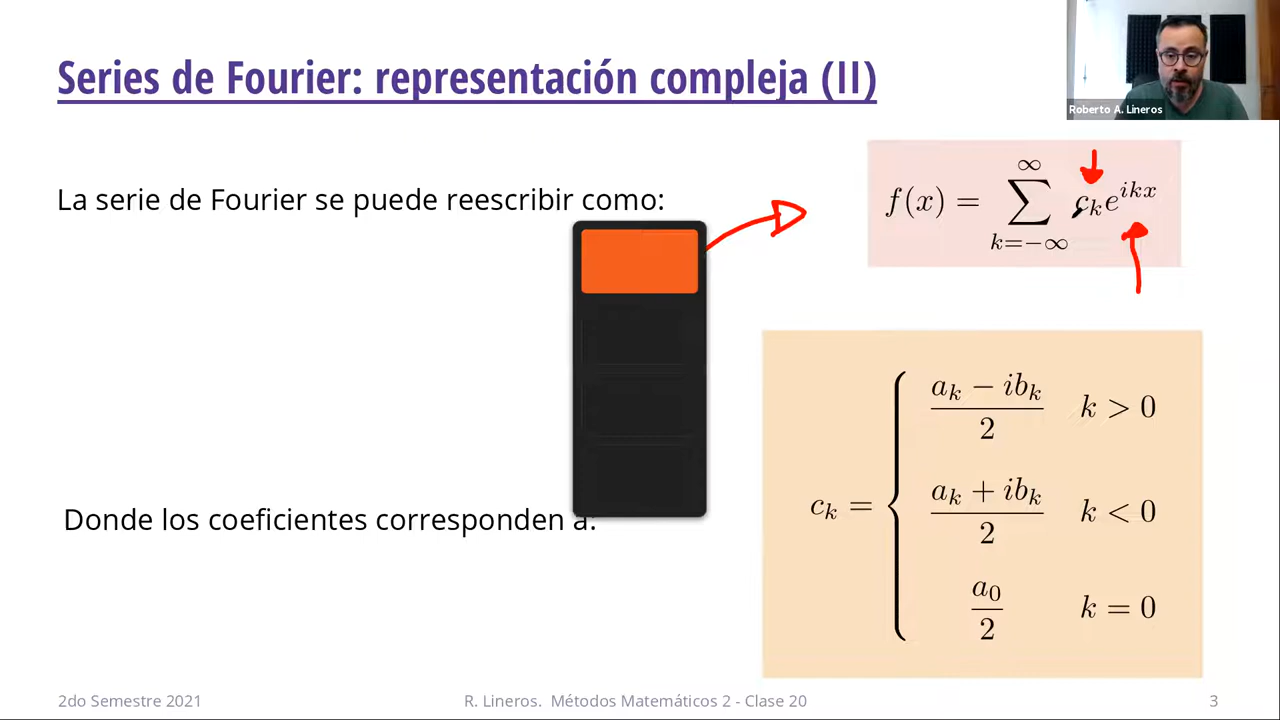 Series de Fourier: representación compleja (II)
Roberto A. Lineros
La serie de Fourier se puede reescribir como:
f(x) = ∑_{k=-∞}^{∞} c_k e^{ikx}
Donde los coeficientes corresponden a:
c_k = { (a_k − ib_k)/2   k > 0
(a_k + ib_k)/2   k < 0
a_0/2   k = 0
2do Semestre 2021
R. Lineros. Métodos Matemáticos 2 - Clase 20
3